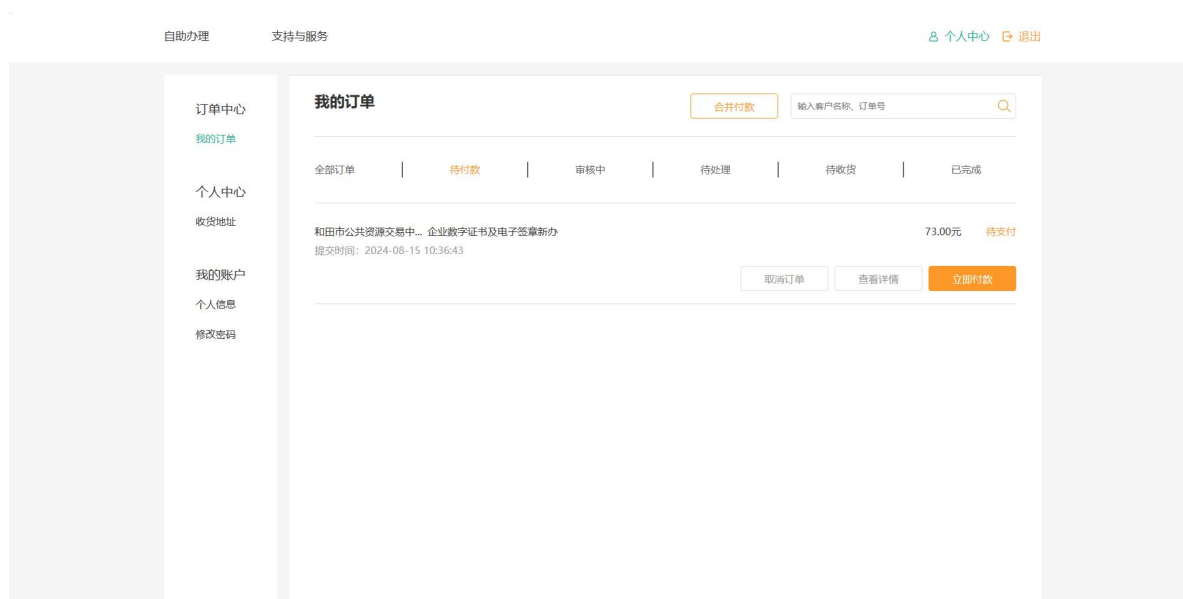 自助办理 支持与服务 个人中心 退出
订单中心
我的订单
个人中心
收货地址
我的账户
个人信息
修改密码
我的订单 合并付款 输入客户名称、订单号
全部订单 待付款 审核中 待处理 待收货 已完成
和田市公共资源交易中... 企业数字证书及电子签章新办 73.00元 待支付
提交时间：2024-08-15 10:36:43
取消订单 查看详情 立即付款